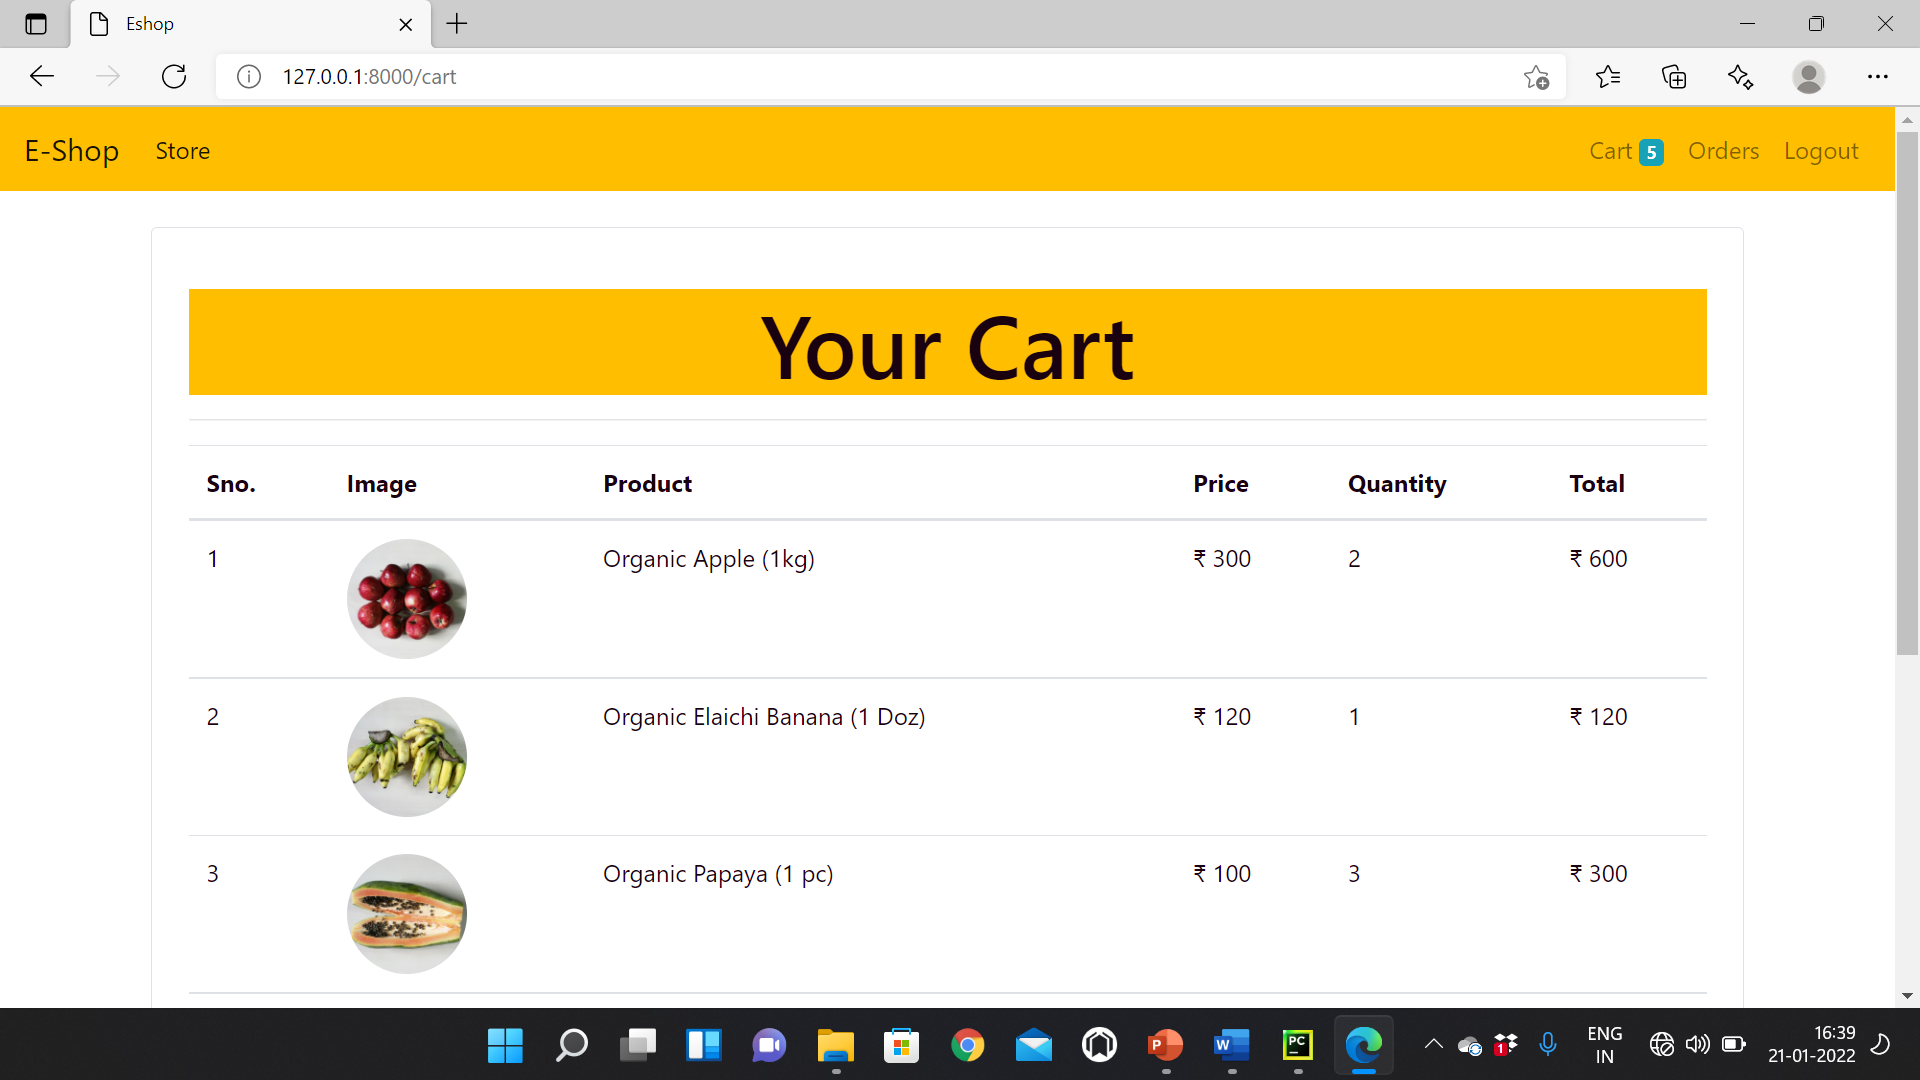 Eshop
127.0.0.1:8000/cart
E-Shop Store Cart 5 Orders Logout
Your Cart
Sno. Image Product Price Quantity Total
1 Organic Apple (1kg) ₹ 300 2 ₹ 600
2 Organic Elaichi Banana (1 Doz) ₹ 120 1 ₹ 120
3 Organic Papaya (1 pc) ₹ 100 3 ₹ 300
P W PC 1 ENG 16:39
IN 21-01-2022